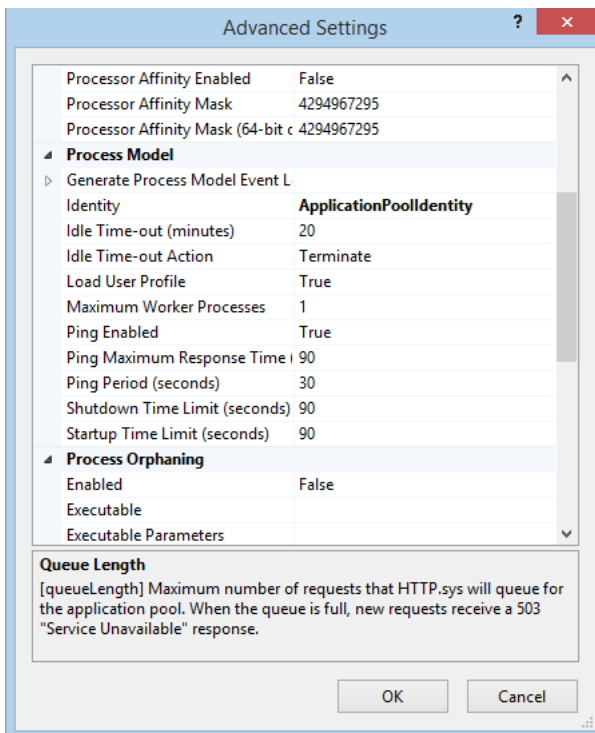 Advanced Settings
?
Processor Affinity Enabled False
Processor Affinity Mask 4294967295
Processor Affinity Mask (64-bit c 4294967295
Process Model
Generate Process Model Event L
Identity ApplicationPoolIdentity
Idle Time-out (minutes) 20
Idle Time-out Action Terminate
Load User Profile True
Maximum Worker Processes 1
Ping Enabled True
Ping Maximum Response Time ( 90
Ping Period (seconds) 30
Shutdown Time Limit (seconds) 90
Startup Time Limit (seconds) 90
Process Orphaning
Enabled False
Executable
Executable Parameters
Queue Length
[queueLength] Maximum number of requests that HTTP.sys will queue for
the application pool. When the queue is full, new requests receive a 503
"Service Unavailable" response.
OK Cancel